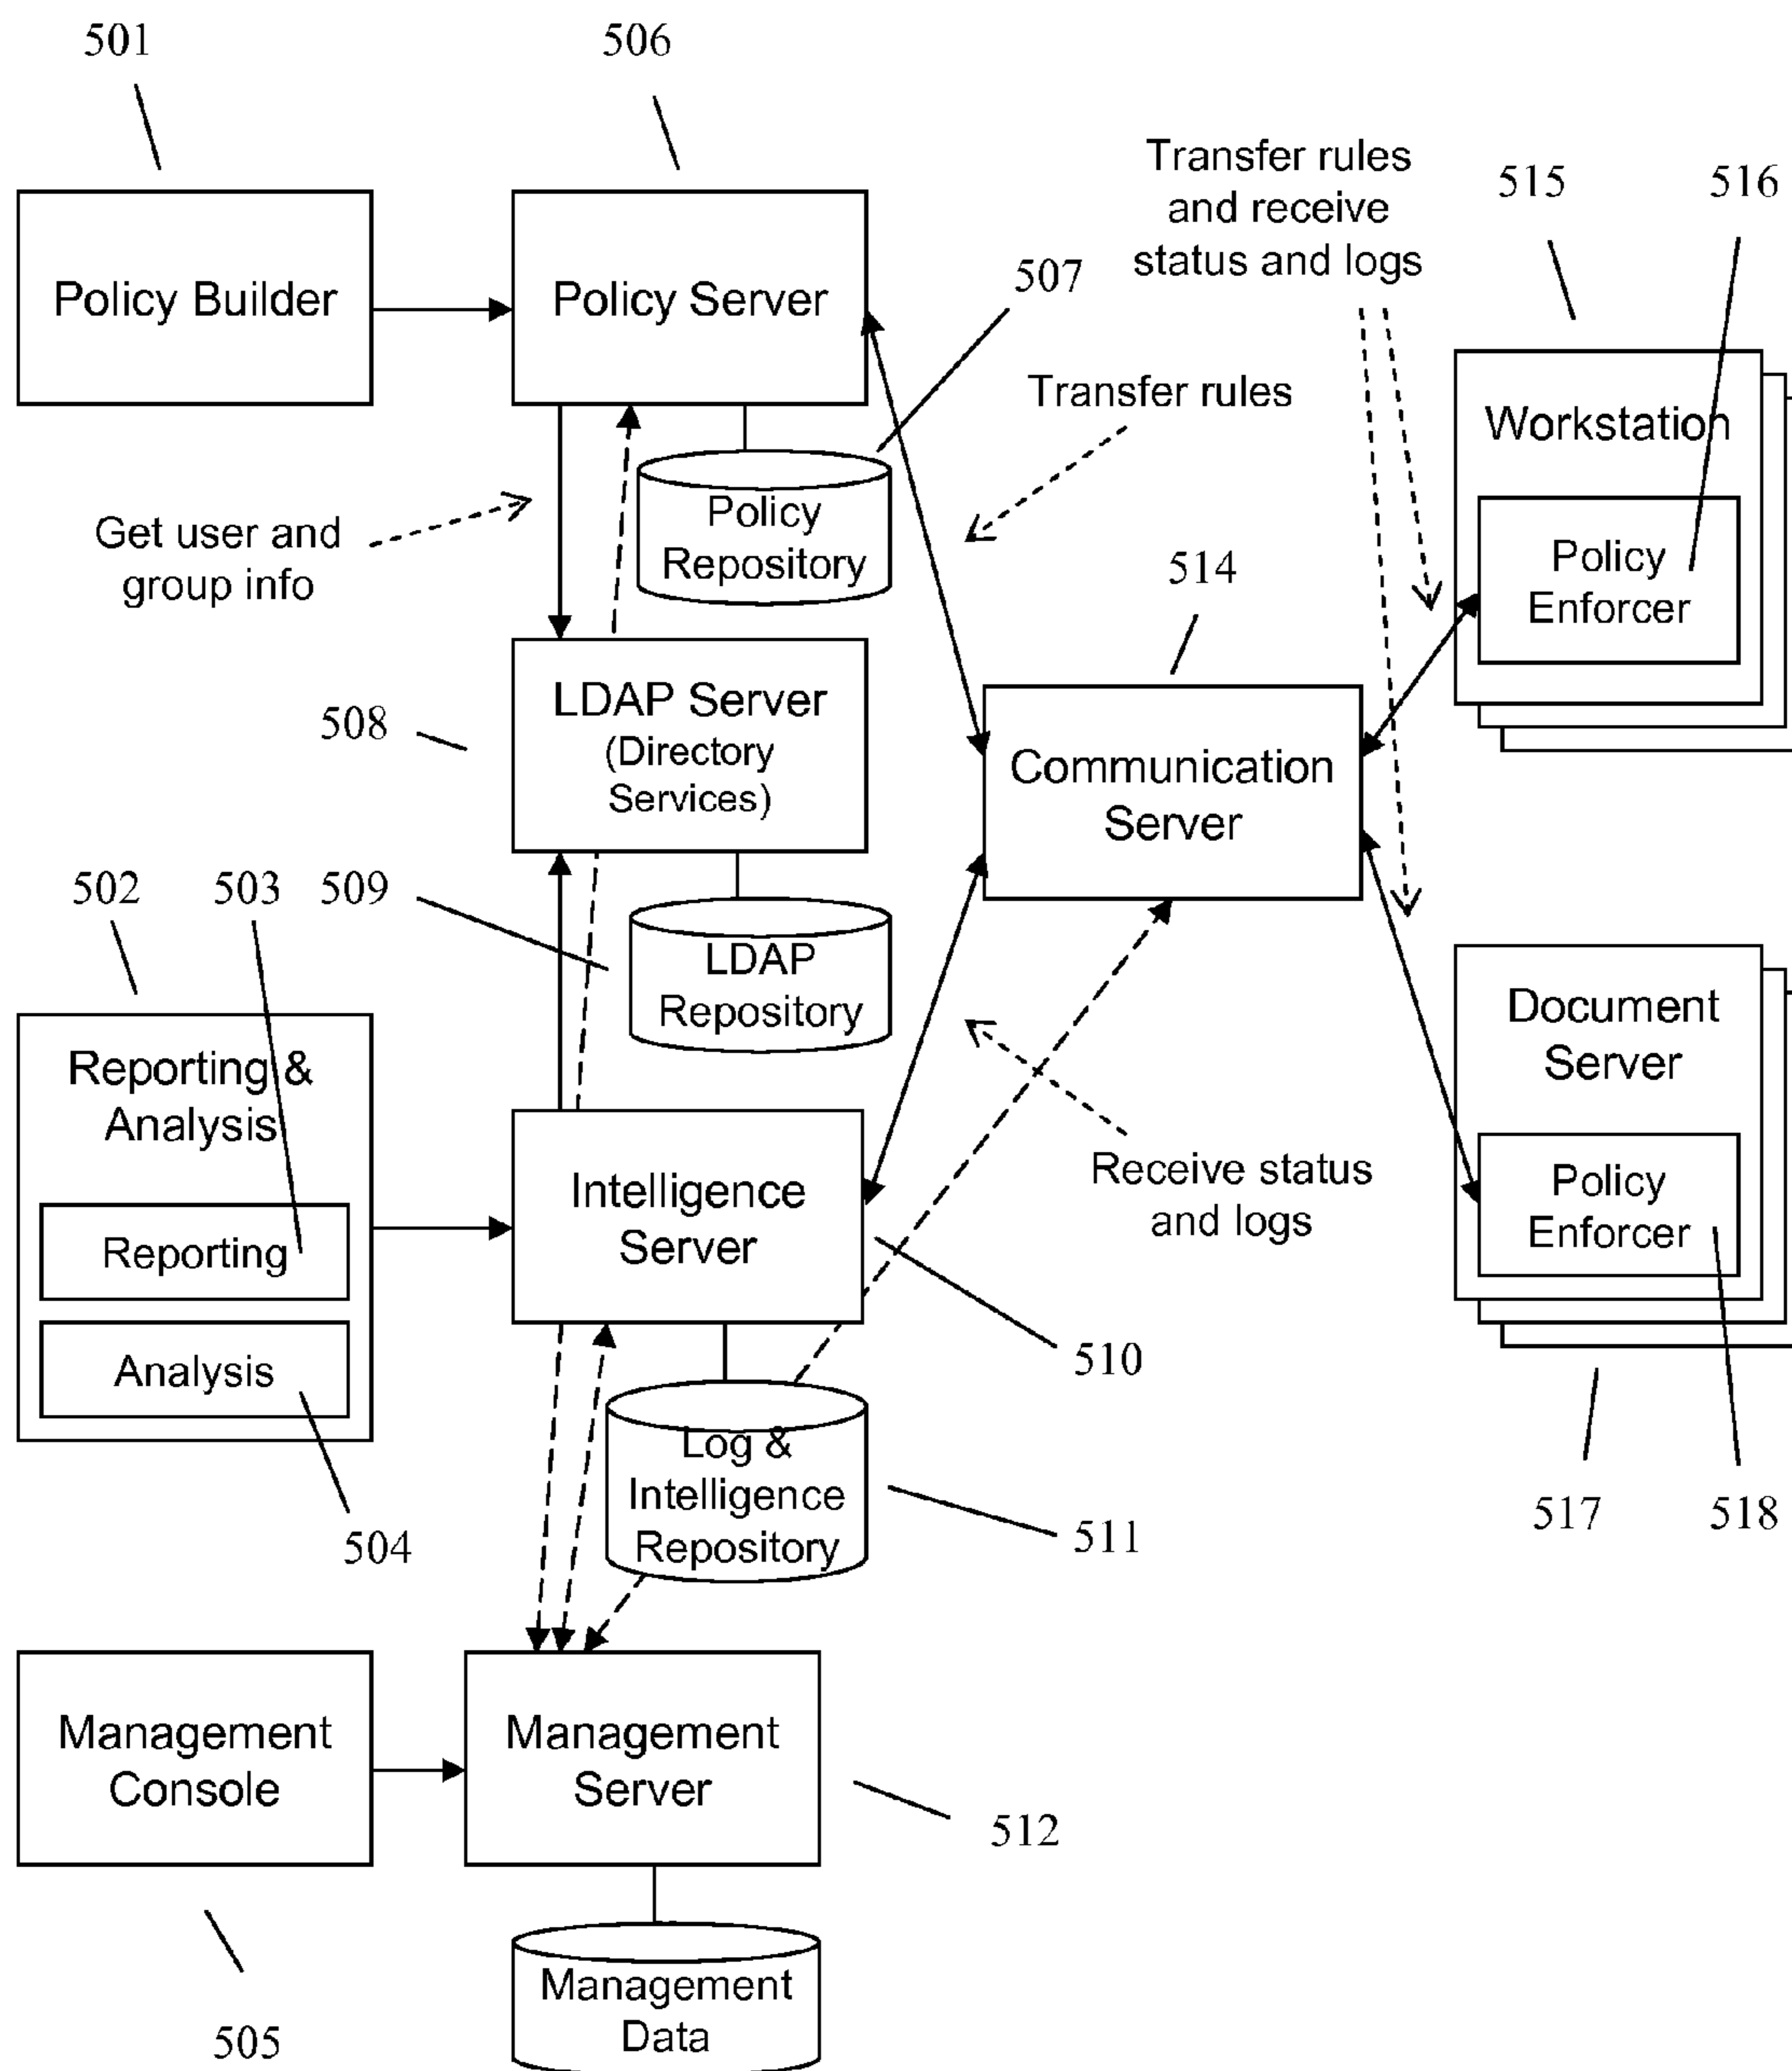 501
506
Transfer rules
and receive
status and logs
515
516
507
Policy Builder
Policy Server
Transfer rules
Workstation
Get user and
group info
Policy
Repository
Policy
Enforcer
514
508
LDAP Server
(Directory
Services)
Communication
Server
502
503
509
LDAP
Repository
Document
Server
Reporting &
Analysis
Reporting
Analysis
Intelligence
Server
Receive status
and logs
Policy
Enforcer
510
504
Log &
Intelligence
Repository
511
517
518
Management
Console
Management
Server
512
505
Management
Data